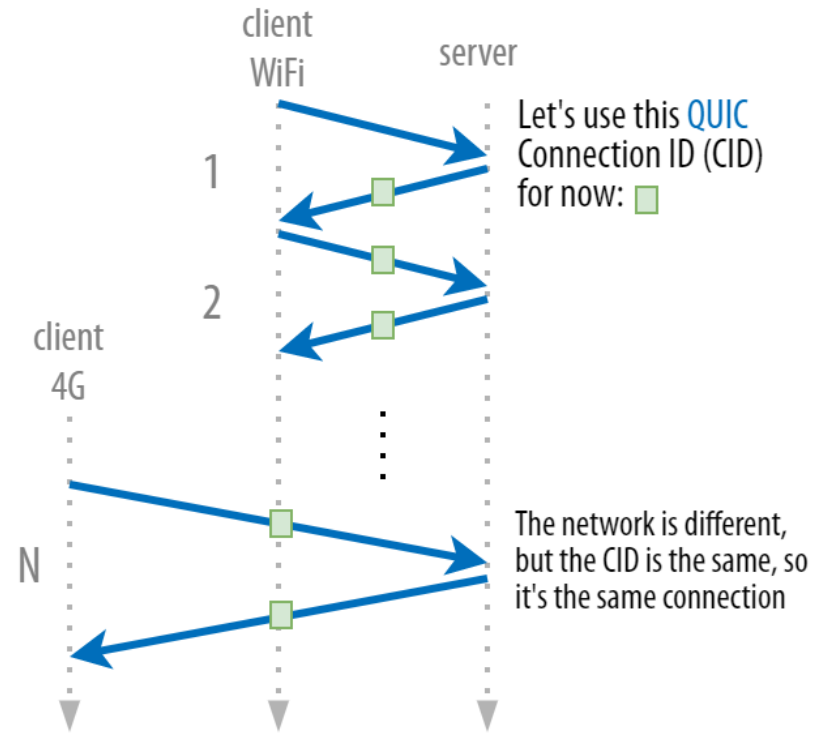 client
WiFi
server
Let's use this QUIC
Connection ID (CID)
for now:
1
2
client
4G
N
The network is different,
but the CID is the same, so
it's the same connection